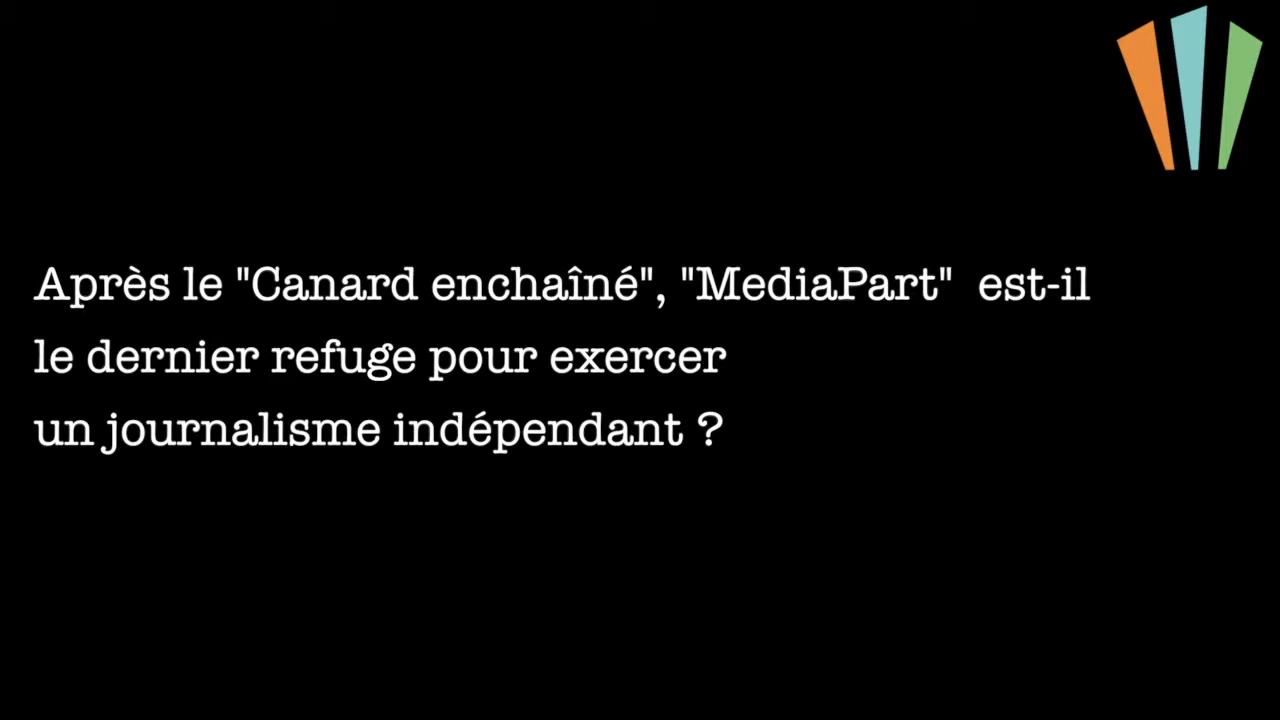 Après le "Canard enchaîné", "MediaPart"  est-il
le dernier refuge pour exercer
un journalisme indépendant ?